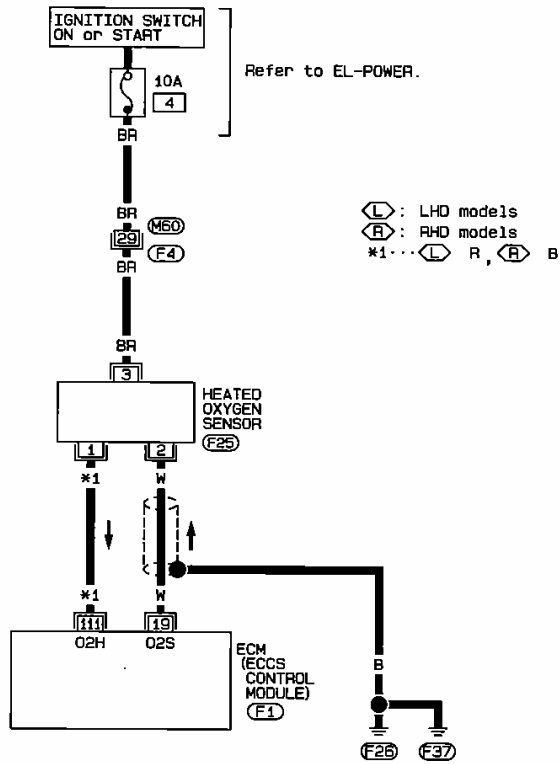 IGNITION SWITCH
ON or START
10A
4
Refer to EL-POWER.
BR
BR
29
M60
F4
BR
L : LHD models
R : RHD models
*1··· L R, R B
BR
3
HEATED
OXYGEN
SENSOR
F25
1
2
*1
W
*1
W
111
19
O2H
O2S
ECM
(ECCS
CONTROL
MODULE)
F1
B
F26
F37